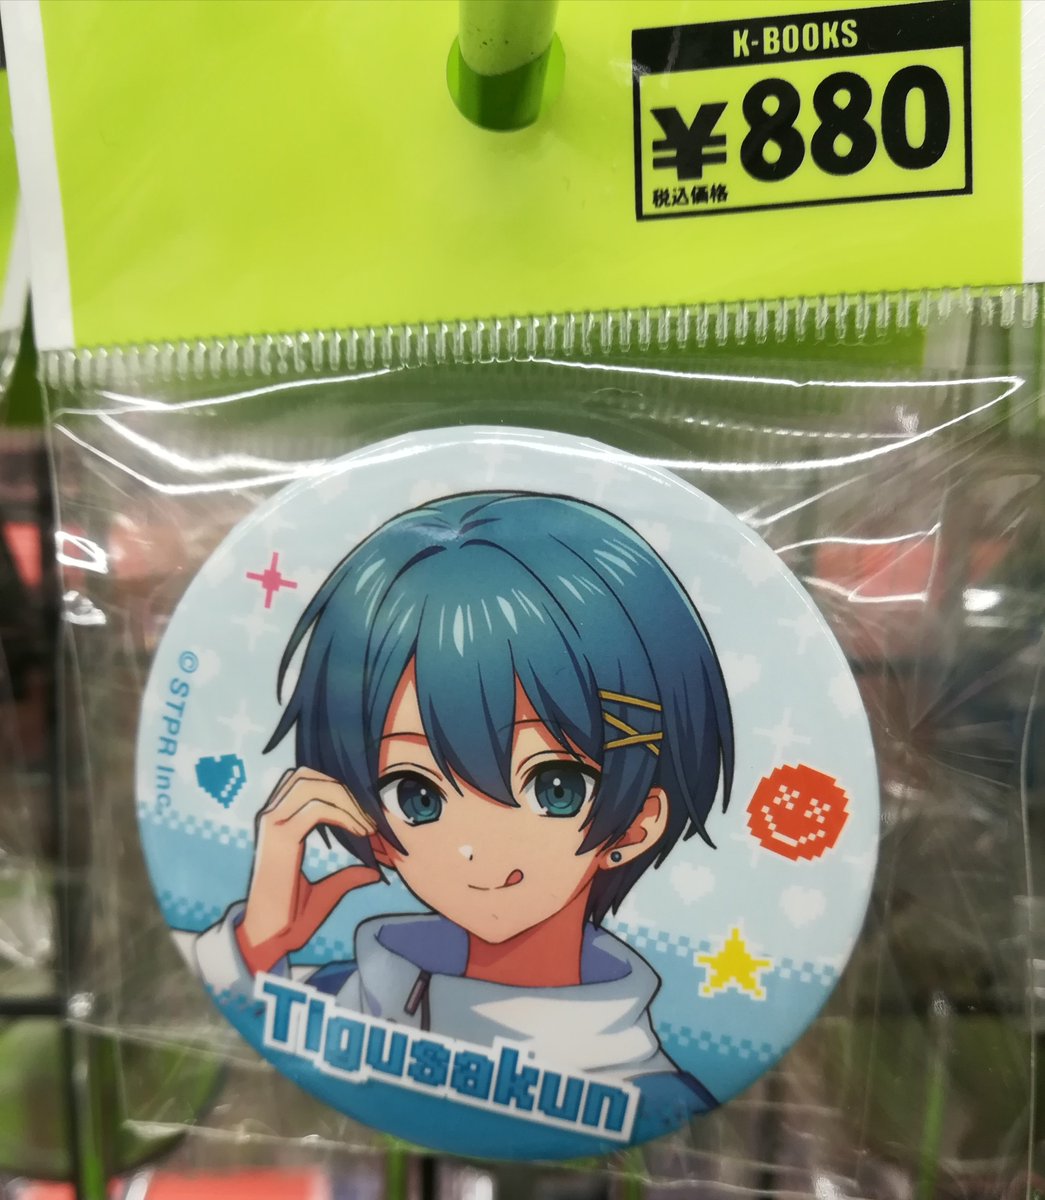 K-BOOKS
¥880
税込価格
©STPR Inc.
Tigusakun